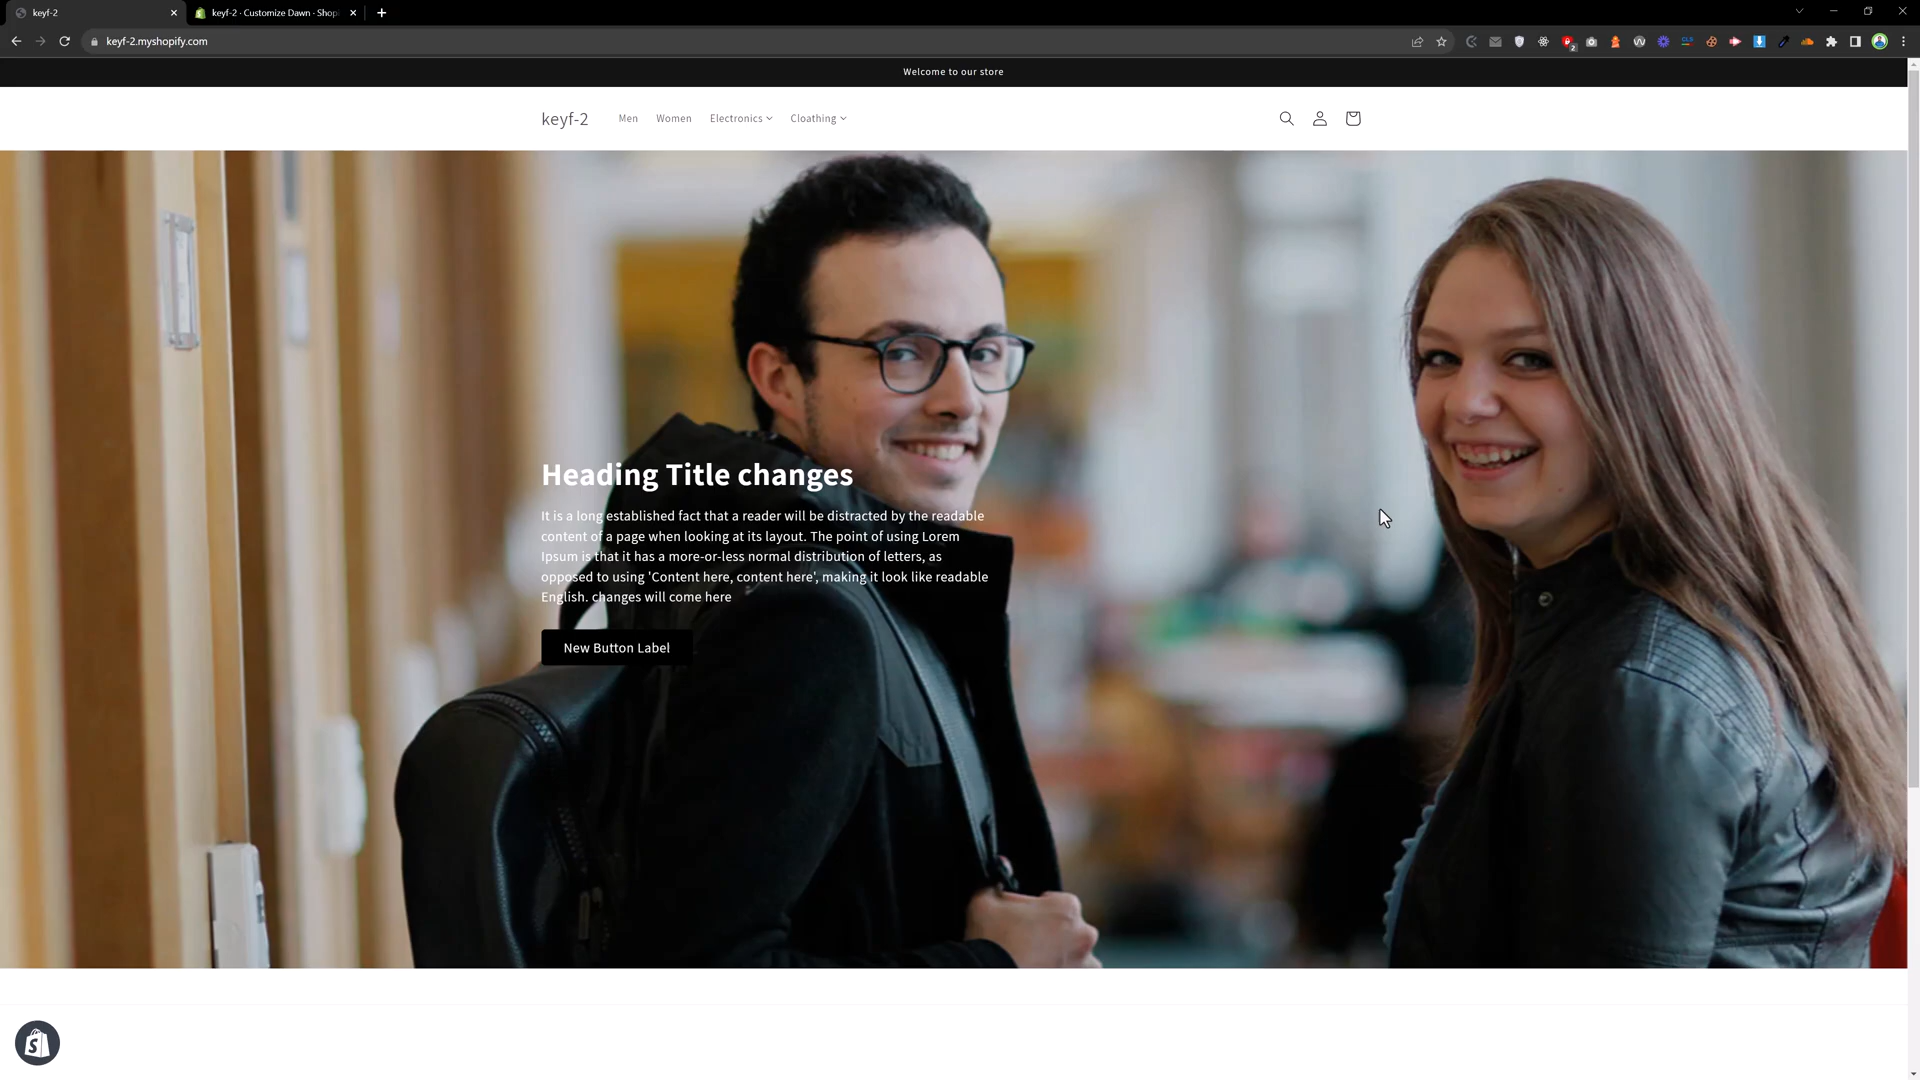 keyf-2
keyf-2 · Customize Dawn · Shopi
keyf-2.myshopify.com
2
Welcome to our store
keyf-2
Men
Women
Electronics
Cloathing
Heading Title changes
It is a long established fact that a reader will be distracted by the readable
content of a page when looking at its layout. The point of using Lorem
Ipsum is that it has a more-or-less normal distribution of letters, as
opposed to using 'Content here, content here', making it look like readable
English. changes will come here
New Button Label